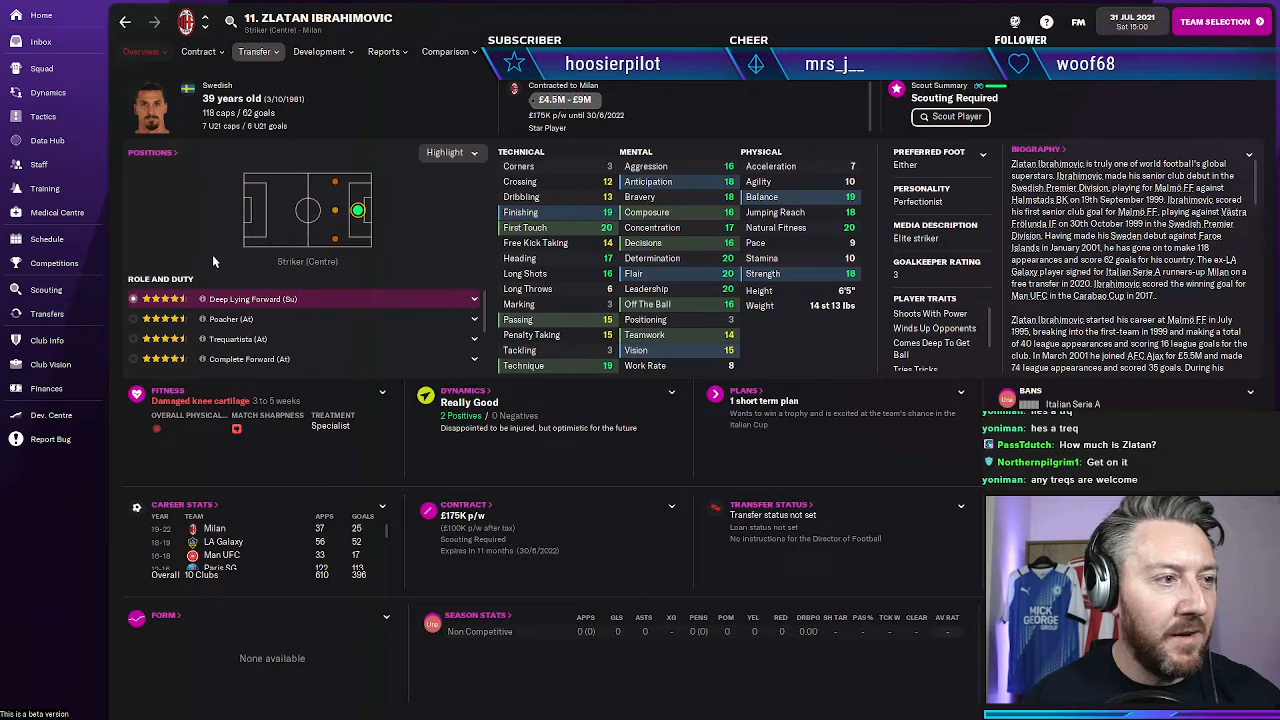 Home
11. ZLATAN IBRAHIMOVIC
Striker (Centre) - Milan
FM
31 JUL 2021
Sat 15:00
TEAM SELECTION
Inbox
Squad
Dynamics
Tactics
Data Hub
Staff
Training
Medical Centre
Schedule
Competitions
Scouting
Transfers
Club Info
Club Vision
Finances
Dev. Centre
Report Bug
This is a beta version
Overview
Contract
Transfer
Development
Reports
Comparison
SUBSCRIBER
hoosierpilot
CHEER
mrs_j__
FOLLOWER
woof68
Swedish
39 years old (3/10/1981)
118 caps / 62 goals
7 U21 caps / 6 U21 goals
Contracted to Milan
£4.5M - £9M
£175K p/w until 30/6/2022
Star Player
Scouting Summary
Scouting Required
Scout Player
POSITIONS
Highlight
Striker (Centre)
ROLE AND DUTY
Deep Lying Forward (Su)
Poacher (At)
Trequartista (At)
Complete Forward (At)
TECHNICAL
Corners 3
Crossing 12
Dribbling 13
Finishing 19
First Touch 20
Free Kick Taking 14
Heading 17
Long Shots 16
Long Throws 6
Marking 3
Passing 15
Penalty Taking 15
Tackling 3
Technique 19
MENTAL
Aggression 16
Anticipation 18
Bravery 18
Composure 16
Concentration 17
Decisions 16
Determination 20
Flair 20
Leadership 20
Off The Ball 16
Positioning 3
Teamwork 14
Vision 15
Work Rate 8
PHYSICAL
Acceleration 7
Agility 10
Balance 19
Jumping Reach 18
Natural Fitness 20
Pace 9
Stamina 10
Strength 18
Height 6'5"
Weight 14 st 13 lbs
PREFERRED FOOT
Either
PERSONALITY
Perfectionist
MEDIA DESCRIPTION
Elite striker
GOALKEEPER RATING
3
PLAYER TRAITS
Shoots With Power
Winds Up Opponents
Comes Deep To Get
Ball
Tries Tricks
BIOGRAPHY
Zlatan Ibrahimovic is truly one of world football's global
superstars. Ibrahimovic made his senior club debut in the
Swedish Premier Division, playing for Malmö FF against
Halmstads BK on 19th September 1999. Ibrahimovic scored
his first senior club goal for Malmö FF, playing against Västra
Frölunda IF on 30th October 1999 in the Swedish Premier
Division. Having made his Swedish debut against Faroe
Islands in January 2001, he has gone on to make 118
appearances and score 62 goals for his country. The ex-LA
Galaxy player signed for Italian Serie A runners-up Milan on a
free transfer in 2020. Ibrahimovic hit the winning goal for
Man UFC in the Carabao Cup in 2017..
Zlatan Ibrahimovic started his career at Malmö FF in July
1995, breaking into the first-team in 1999 and making a total
of 40 league appearances and scoring 16 league goals for
the club. In March 2001 he joined AFC Ajax for £5.5M and made
74 league appearances and scored 35 goals. During his
FITNESS
Damaged knee cartilage 3 to 5 weeks
OVERALL PHYSICAL... MATCH SHARPNESS TREATMENT
Specialist
DYNAMICS
Really Good
2 Positives / 0 Negatives
Disappointed to be injured, but optimistic for the future
PLANS
1 short term plan
Wants to win a trophy and is excited at the team's chance in the
Italian Cup
BANS
Una
Italian Serie A
yoniman: hes a trq
yoniman: hes a treq
PassTdutch: How much is Zlatan?
Northernpilgrim1: Get on it
yoniman: any treqs are welcome
CAREER STATS
YEAR TEAM APPS GOALS
19-22 Milan 37 25
18-19 LA Galaxy 56 52
16-18 Man UFC 33 17
12-16 Paris SG 122 113
Overall 10 Clubs 610 396
CONTRACT
£175K p/w
(£100K p/w after tax)
Scouting Required
Expires in 11 months (30/6/2022)
TRANSFER STATUS
Transfer status not set
Loan status not set
No instructions for the Director of Football
FORM
None available
SEASON STATS
APPS GLS ASTS XG PENS POM YEL RED DRBPG SH TAR PAS % TCK W CLEAR AV RAT
Una
Non Competitive 0 (0) 0 0 - 0 (0) 0 0 0 0.00 - - - - -
MICK
GEORGE
GROUP